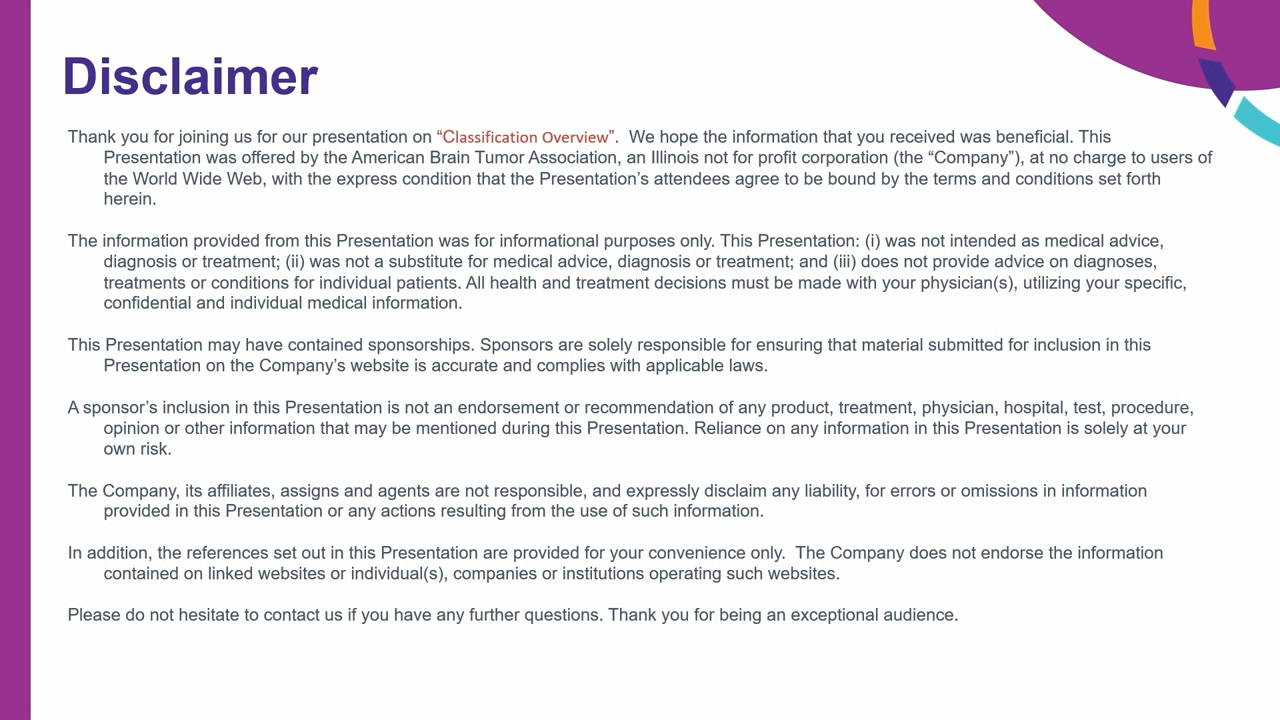 Disclaimer
Thank you for joining us for our presentation on “Classification Overview”.  We hope the information that you received was beneficial. This
Presentation was offered by the American Brain Tumor Association, an Illinois not for profit corporation (the “Company”), at no charge to users of
the World Wide Web, with the express condition that the Presentation’s attendees agree to be bound by the terms and conditions set forth
herein.
The information provided from this Presentation was for informational purposes only. This Presentation: (i) was not intended as medical advice,
diagnosis or treatment; (ii) was not a substitute for medical advice, diagnosis or treatment; and (iii) does not provide advice on diagnoses,
treatments or conditions for individual patients. All health and treatment decisions must be made with your physician(s), utilizing your specific,
confidential and individual medical information.
This Presentation may have contained sponsorships. Sponsors are solely responsible for ensuring that material submitted for inclusion in this
Presentation on the Company’s website is accurate and complies with applicable laws.
A sponsor’s inclusion in this Presentation is not an endorsement or recommendation of any product, treatment, physician, hospital, test, procedure,
opinion or other information that may be mentioned during this Presentation. Reliance on any information in this Presentation is solely at your
own risk.
The Company, its affiliates, assigns and agents are not responsible, and expressly disclaim any liability, for errors or omissions in information
provided in this Presentation or any actions resulting from the use of such information.
In addition, the references set out in this Presentation are provided for your convenience only.  The Company does not endorse the information
contained on linked websites or individual(s), companies or institutions operating such websites.
Please do not hesitate to contact us if you have any further questions. Thank you for being an exceptional audience.